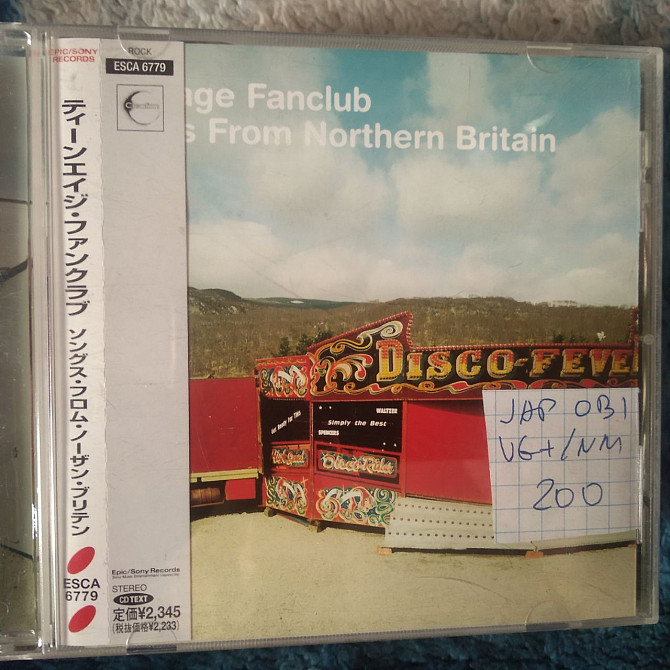 EPIC/SONY
RECORDS
ROCK
ESCA 6779
Creation
ティーンエイジ・ファンクラブ ソングス・フロム・ノーザン・ブリテン
ESCA
6779
Epic/Sony Records
STEREO
CD TEXT
定価¥2,345
(税抜価格¥2,233)
age Fanclub
s From Northern Britain
DISCO-FEVE
WALTZER
Simply the Best
SPENCERS
JAP OBI
VG+/NM
200